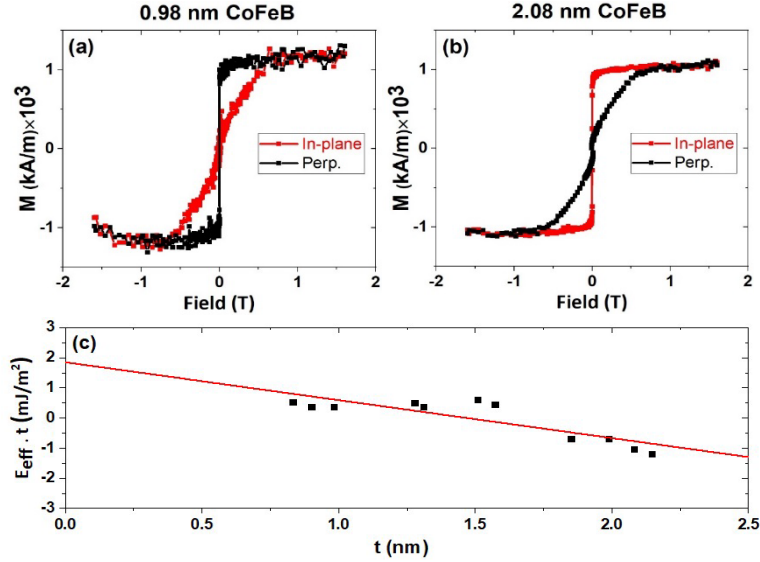 0.98 nm CoFeB
2.08 nm CoFeB
(a)
M (kA/m)×10³
1
0
-1
In-plane
Perp.
-2 -1 0 1 2
Field (T)
(b)
M (kA/m)×10³
1
0
-1
In-plane
Perp.
-2 -1 0 1 2
Field (T)
(c)
E_eff . t (mJ/m²)
3
2
1
0
-1
-2
-3
0.0 0.5 1.0 1.5 2.0 2.5
t (nm)